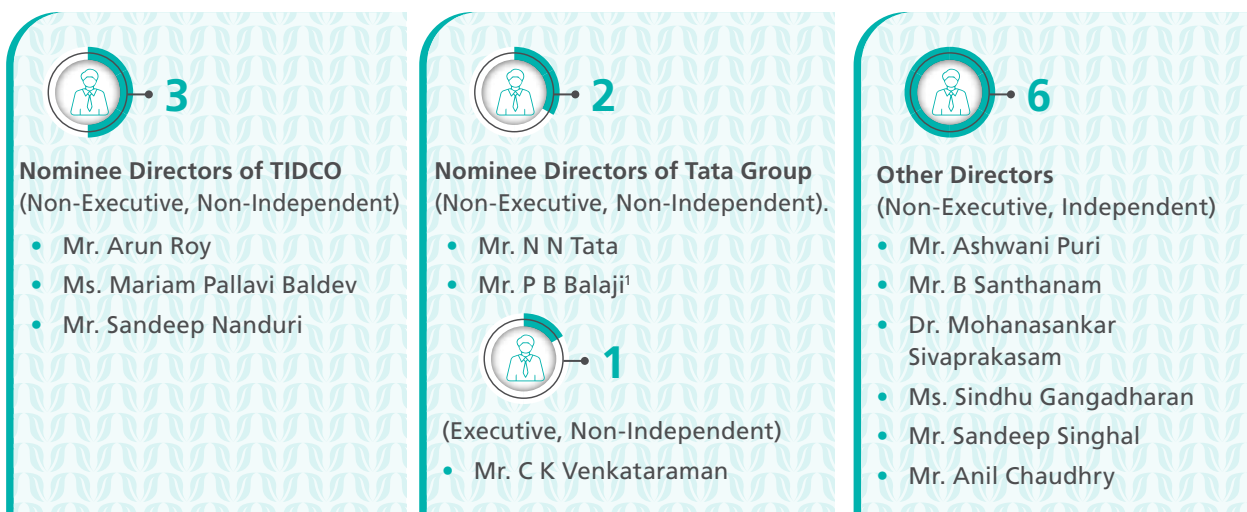 3
Nominee Directors of TIDCO
(Non-Executive, Non-Independent)
• Mr. Arun Roy
• Ms. Mariam Pallavi Baldev
• Mr. Sandeep Nanduri
2
Nominee Directors of Tata Group
(Non-Executive, Non-Independent).
• Mr. N N Tata
• Mr. P B Balaji¹
1
(Executive, Non-Independent)
• Mr. C K Venkataraman
6
Other Directors
(Non-Executive, Independent)
• Mr. Ashwani Puri
• Mr. B Santhanam
• Dr. Mohanasankar
Sivaprakasam
• Ms. Sindhu Gangadharan
• Mr. Sandeep Singhal
• Mr. Anil Chaudhry